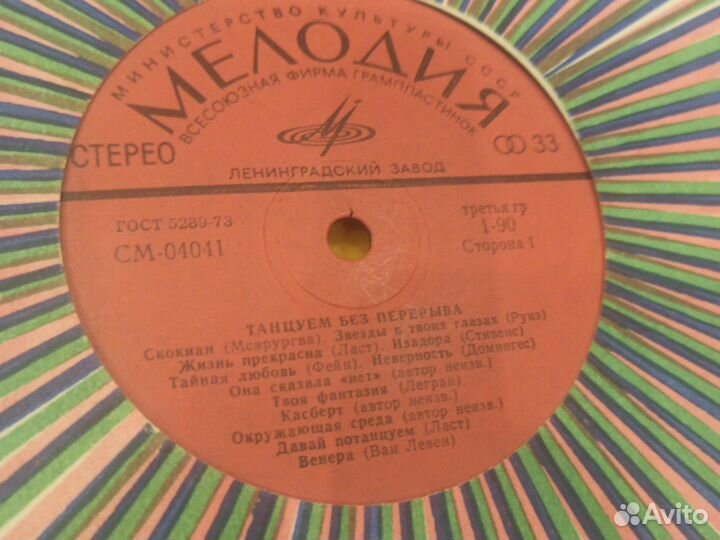 МИНИСТЕРСТВО КУЛЬТУРЫ СССР
МЕЛОДИЯ
ВСЕСОЮЗНАЯ ФИРМА ГРАМПЛАСТИНОК
СТЕРЕО
33
ЛЕНИНГРАДСКИЙ ЗАВОД
ГОСТ 5289-73
СМ-04041
третья гр
1-90
Сторона 1
ТАНЦУЕМ БЕЗ ПЕРЕРЫВА
Скокиан (Мсарургва). Звезды в твоих глазах (Руиз)
Жизнь прекрасна (Ласт). Изадора (Стивенс)
Тайная любовь (Фейн). Неверность (Домингес)
Она сказала «нет» (автор неизв.)
Твоя фантазия (Легран)
Касберт (автор неизв.)
Окружающая среда (автор неизв.)
Давай потанцуем (Ласт)
Венера (Ван Левен)
Avito